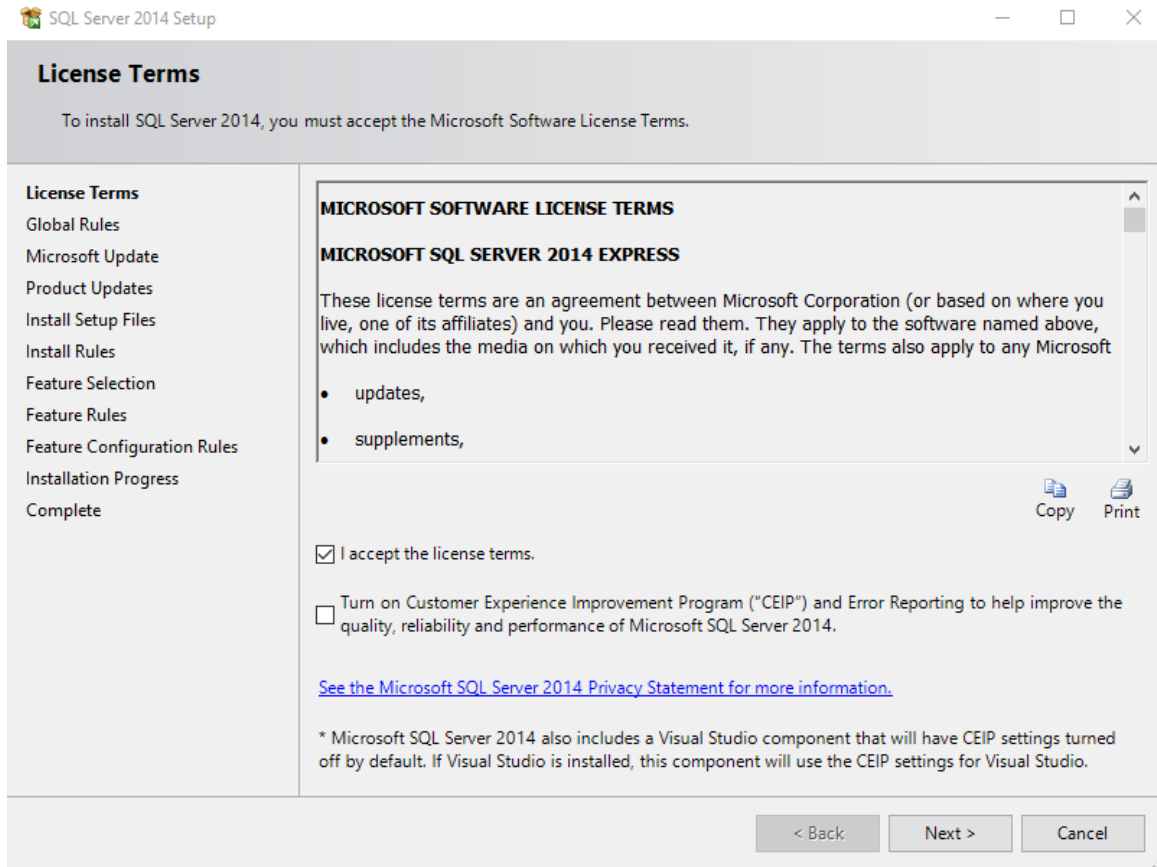 SQL Server 2014 Setup
License Terms
To install SQL Server 2014, you must accept the Microsoft Software License Terms.
License Terms
Global Rules
Microsoft Update
Product Updates
Install Setup Files
Install Rules
Feature Selection
Feature Rules
Feature Configuration Rules
Installation Progress
Complete
MICROSOFT SOFTWARE LICENSE TERMS
MICROSOFT SQL SERVER 2014 EXPRESS
These license terms are an agreement between Microsoft Corporation (or based on where you
live, one of its affiliates) and you. Please read them. They apply to the software named above,
which includes the media on which you received it, if any. The terms also apply to any Microsoft
• updates,
• supplements,
Copy Print
I accept the license terms.
Turn on Customer Experience Improvement Program (“CEIP”) and Error Reporting to help improve the
quality, reliability and performance of Microsoft SQL Server 2014.
See the Microsoft SQL Server 2014 Privacy Statement for more information.
* Microsoft SQL Server 2014 also includes a Visual Studio component that will have CEIP settings turned
off by default. If Visual Studio is installed, this component will use the CEIP settings for Visual Studio.
< Back Next > Cancel